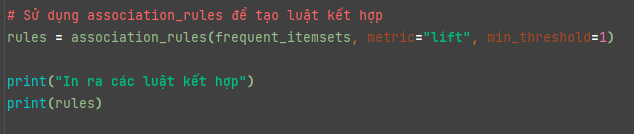 # Sử dụng association_rules để tạo luật kết hợp
rules = association_rules(frequent_itemsets, metric="lift", min_threshold=1)
print("In ra các luật kết hợp")
print(rules)